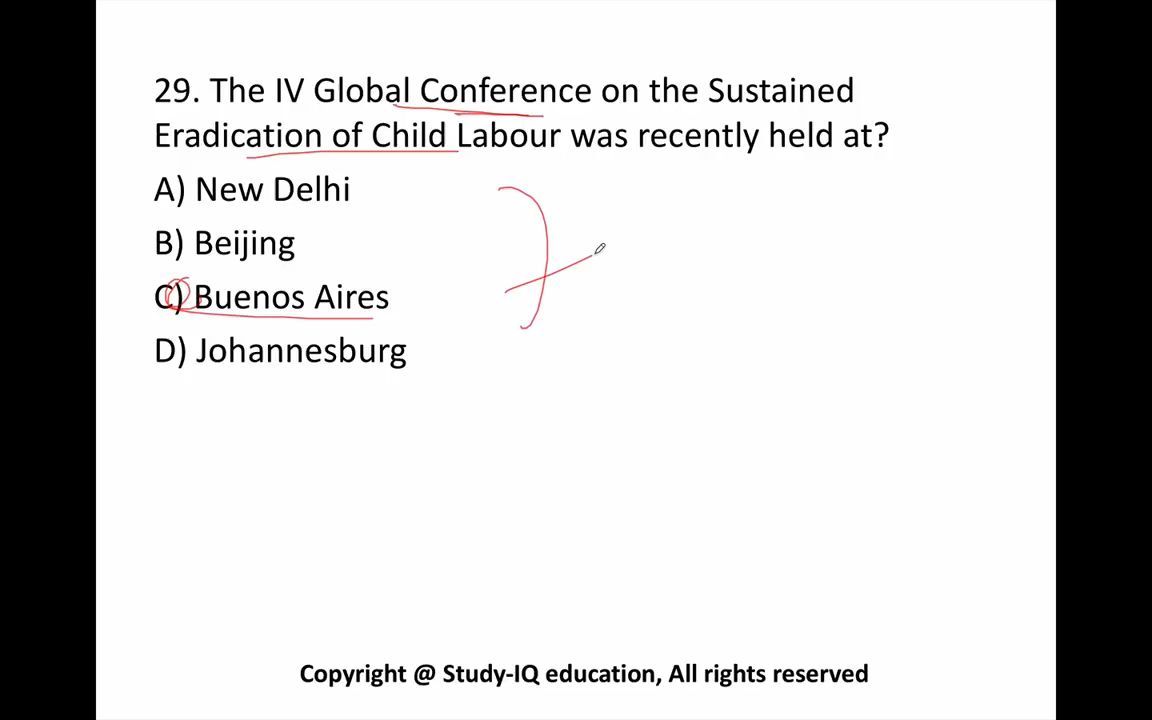 29. The IV Global Conference on the Sustained
Eradication of Child Labour was recently held at?
A) New Delhi
B) Beijing
C) Buenos Aires
D) Johannesburg
Copyright @ Study-IQ education, All rights reserved